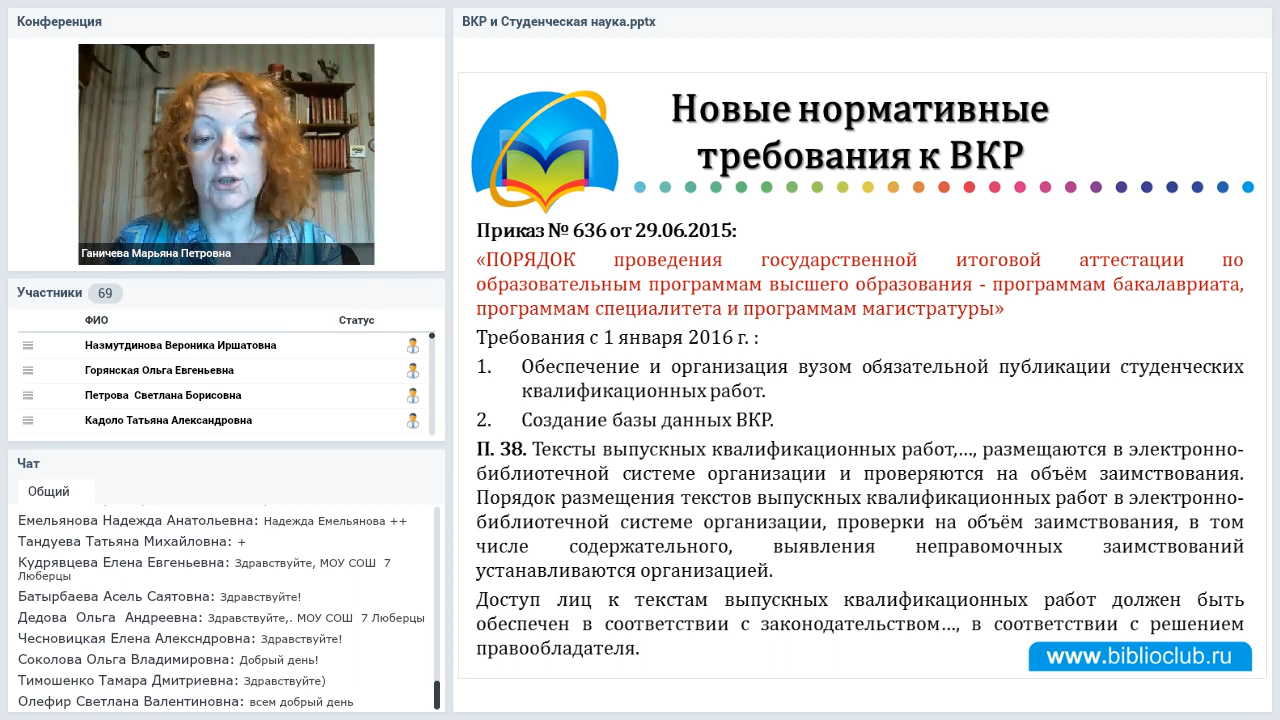 Конференция
Ганичева Марьяна Петровна
Участники 69
ФИО Статус
Назмутдинова Вероника Иршатовна
Горянская Ольга Евгеньевна
Петрова Светлана Борисовна
Кадоло Татьяна Александровна
Чат
Общий
Емельянова Надежда Анатольевна: Надежда Емельянова ++
Тандуева Татьяна Михайловна: +
Кудрявцева Елена Евгеньевна: Здравствуйте, МОУ СОШ 7
Люберцы
Батырбаева Асель Саятовна: Здравствуйте!
Дедова Ольга Андреевна: Здравствуйте,. МОУ СОШ 7 Люберцы
Чесновицкая Елена Алексндровна: Здравствуйте!
Соколова Ольга Владимировна: Добрый день!
Тимошенко Тамара Дмитриевна: Здравствуйте)
Олефир Светлана Валентиновна: всем добрый день
ВКР и Студенческая наука.pptx
Новые нормативные
требования к ВКР
Приказ № 636 от 29.06.2015:
«ПОРЯДОК проведения государственной итоговой аттестации по
образовательным программам высшего образования - программам бакалавриата,
программам специалитета и программам магистратуры»
Требования с 1 января 2016 г. :
1. Обеспечение и организация вузом обязательной публикации студенческих
квалификационных работ.
2. Создание базы данных ВКР.
П. 38. Тексты выпускных квалификационных работ,..., размещаются в электронно-
библиотечной системе организации и проверяются на объём заимствования.
Порядок размещения текстов выпускных квалификационных работ в электронно-
библиотечной системе организации, проверки на объём заимствования, в том
числе содержательного, выявления неправомочных заимствований
устанавливаются организацией.
Доступ лиц к текстам выпускных квалификационных работ должен быть
обеспечен в соответствии с законодательством..., в соответствии с решением
правообладателя.
www.biblioclub.ru